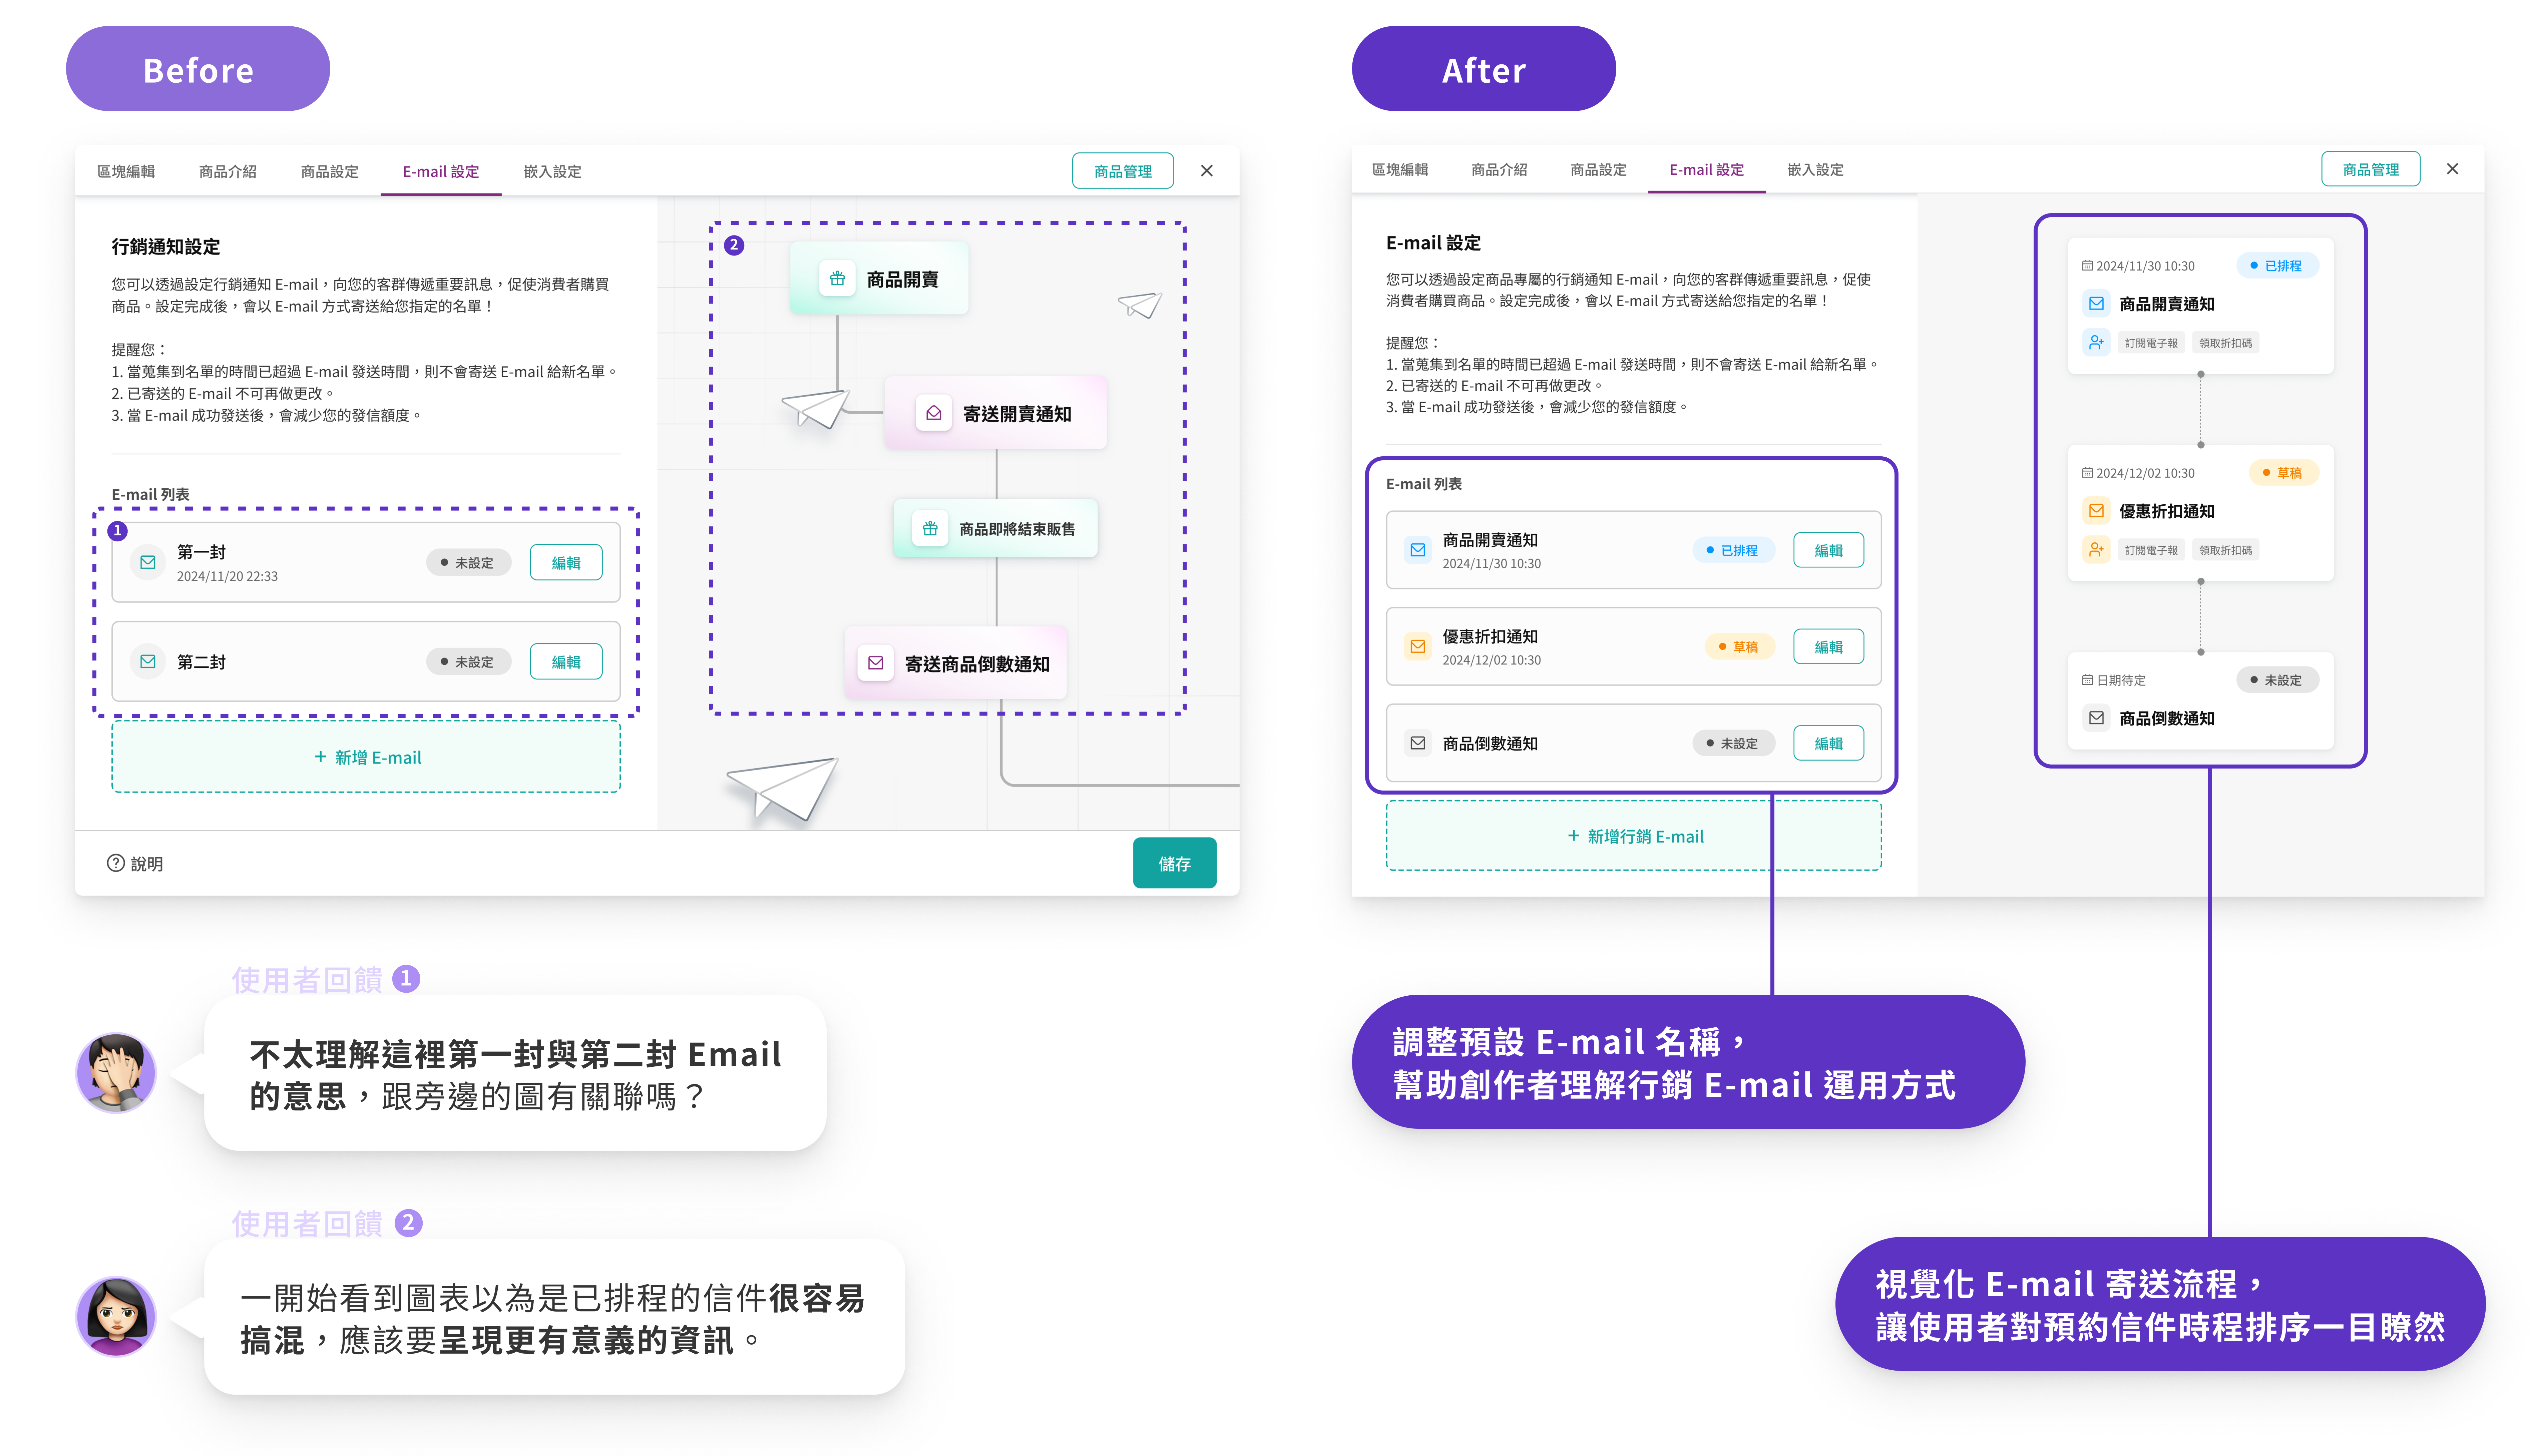 Before
區塊編輯
商品介紹
商品設定
E-mail 設定
嵌入設定
商品管理
行銷通知設定
您可以透過設定行銷通知 E-mail，向您的客群傳遞重要訊息，促使消費者購買
商品。設定完成後，會以 E-mail 方式寄送給您指定的名單！
提醒您：
1. 當蒐集到名單的時間已超過 E-mail 發送時間，則不會寄送 E-mail 給新名單。
2. 已寄送的 E-mail 不可再做更改。
3. 當 E-mail 成功發送後，會減少您的發信額度。
E-mail 列表
1
第一封
2024/11/20 22:33
未設定
編輯
第二封
未設定
編輯
+ 新增 E-mail
2
商品開賣
寄送開賣通知
商品即將結束販售
寄送商品倒數通知
說明
儲存
使用者回饋 1
不太理解這裡第一封與第二封 Email
的意思，跟旁邊的圖有關聯嗎？
使用者回饋 2
一開始看到圖表以為是已排程的信件很容易
搞混，應該要呈現更有意義的資訊。
After
區塊編輯
商品介紹
商品設定
E-mail 設定
嵌入設定
商品管理
E-mail 設定
您可以透過設定商品專屬的行銷通知 E-mail，向您的客群傳遞重要訊息，促使
消費者購買商品。設定完成後，會以 E-mail 方式寄送給您指定的名單！
提醒您：
1. 當蒐集到名單的時間已超過 E-mail 發送時間，則不會寄送 E-mail 給新名單。
2. 已寄送的 E-mail 不可再做更改。
3. 當 E-mail 成功發送後，會減少您的發信額度。
E-mail 列表
商品開賣通知
2024/11/30 10:30
已排程
編輯
優惠折扣通知
2024/12/02 10:30
草稿
編輯
商品倒數通知
未設定
編輯
+ 新增行銷 E-mail
2024/11/30 10:30
已排程
商品開賣通知
訂閱電子報
領取折扣碼
2024/12/02 10:30
草稿
優惠折扣通知
訂閱電子報
領取折扣碼
日期待定
未設定
商品倒數通知
調整預設 E-mail 名稱，
幫助創作者理解行銷 E-mail 運用方式
視覺化 E-mail 寄送流程，
讓使用者對預約信件時程排序一目瞭然